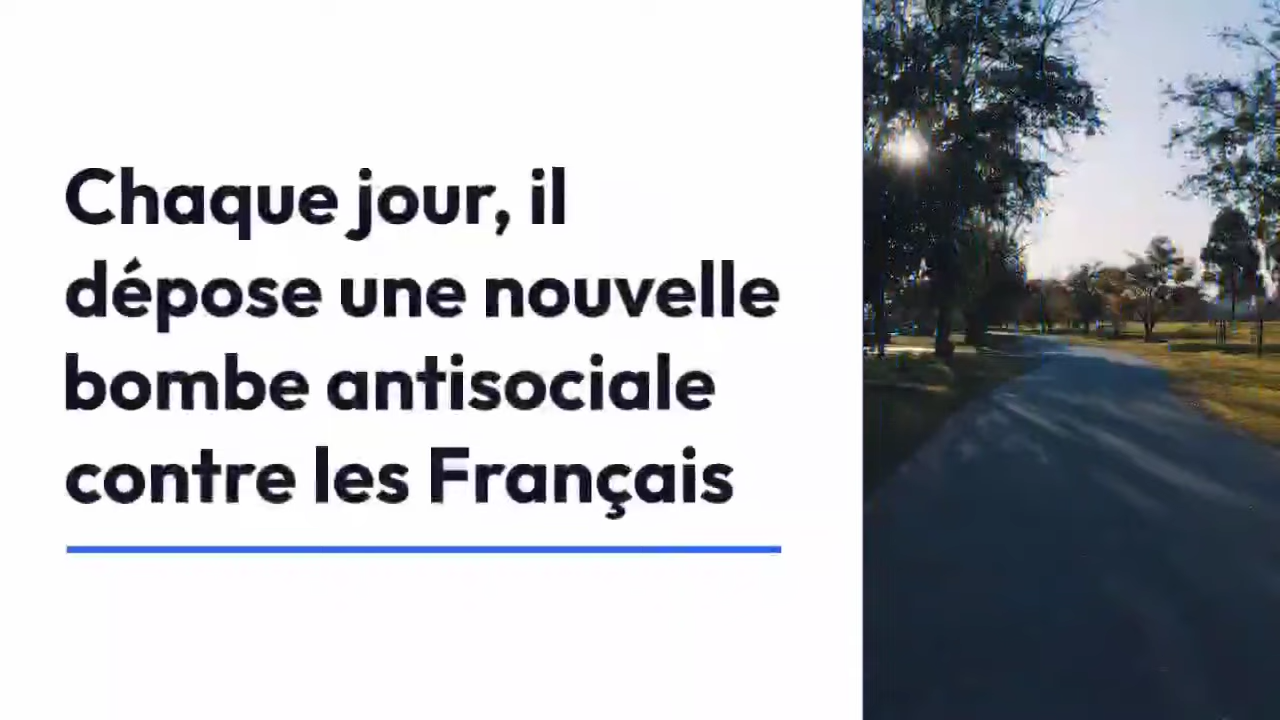 Chaque jour, il
dépose une nouvelle
bombe antisociale
contre les Français